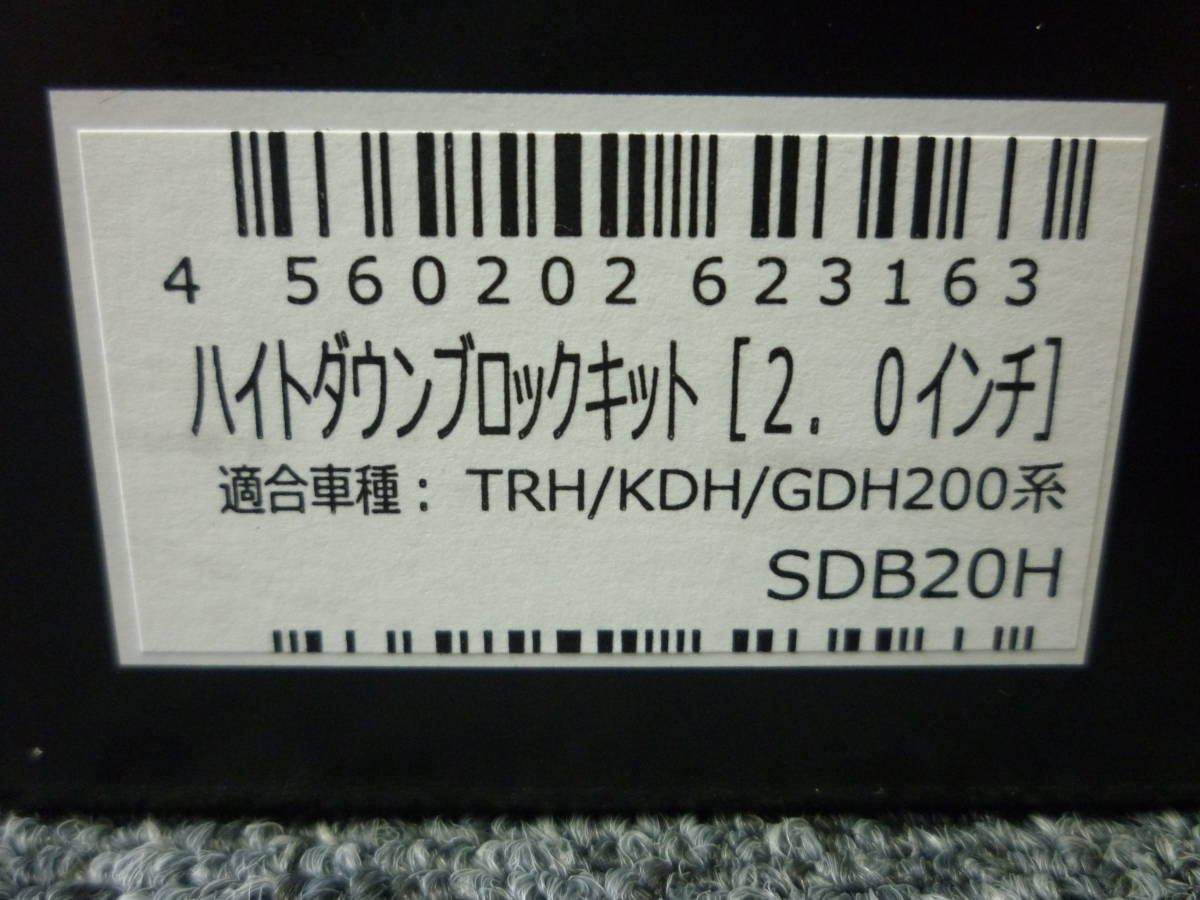 4 560202 623163
ハイトダウンブロックキット[2．0インチ]
適合車種：TRH/KDH/GDH200系
SDB20H